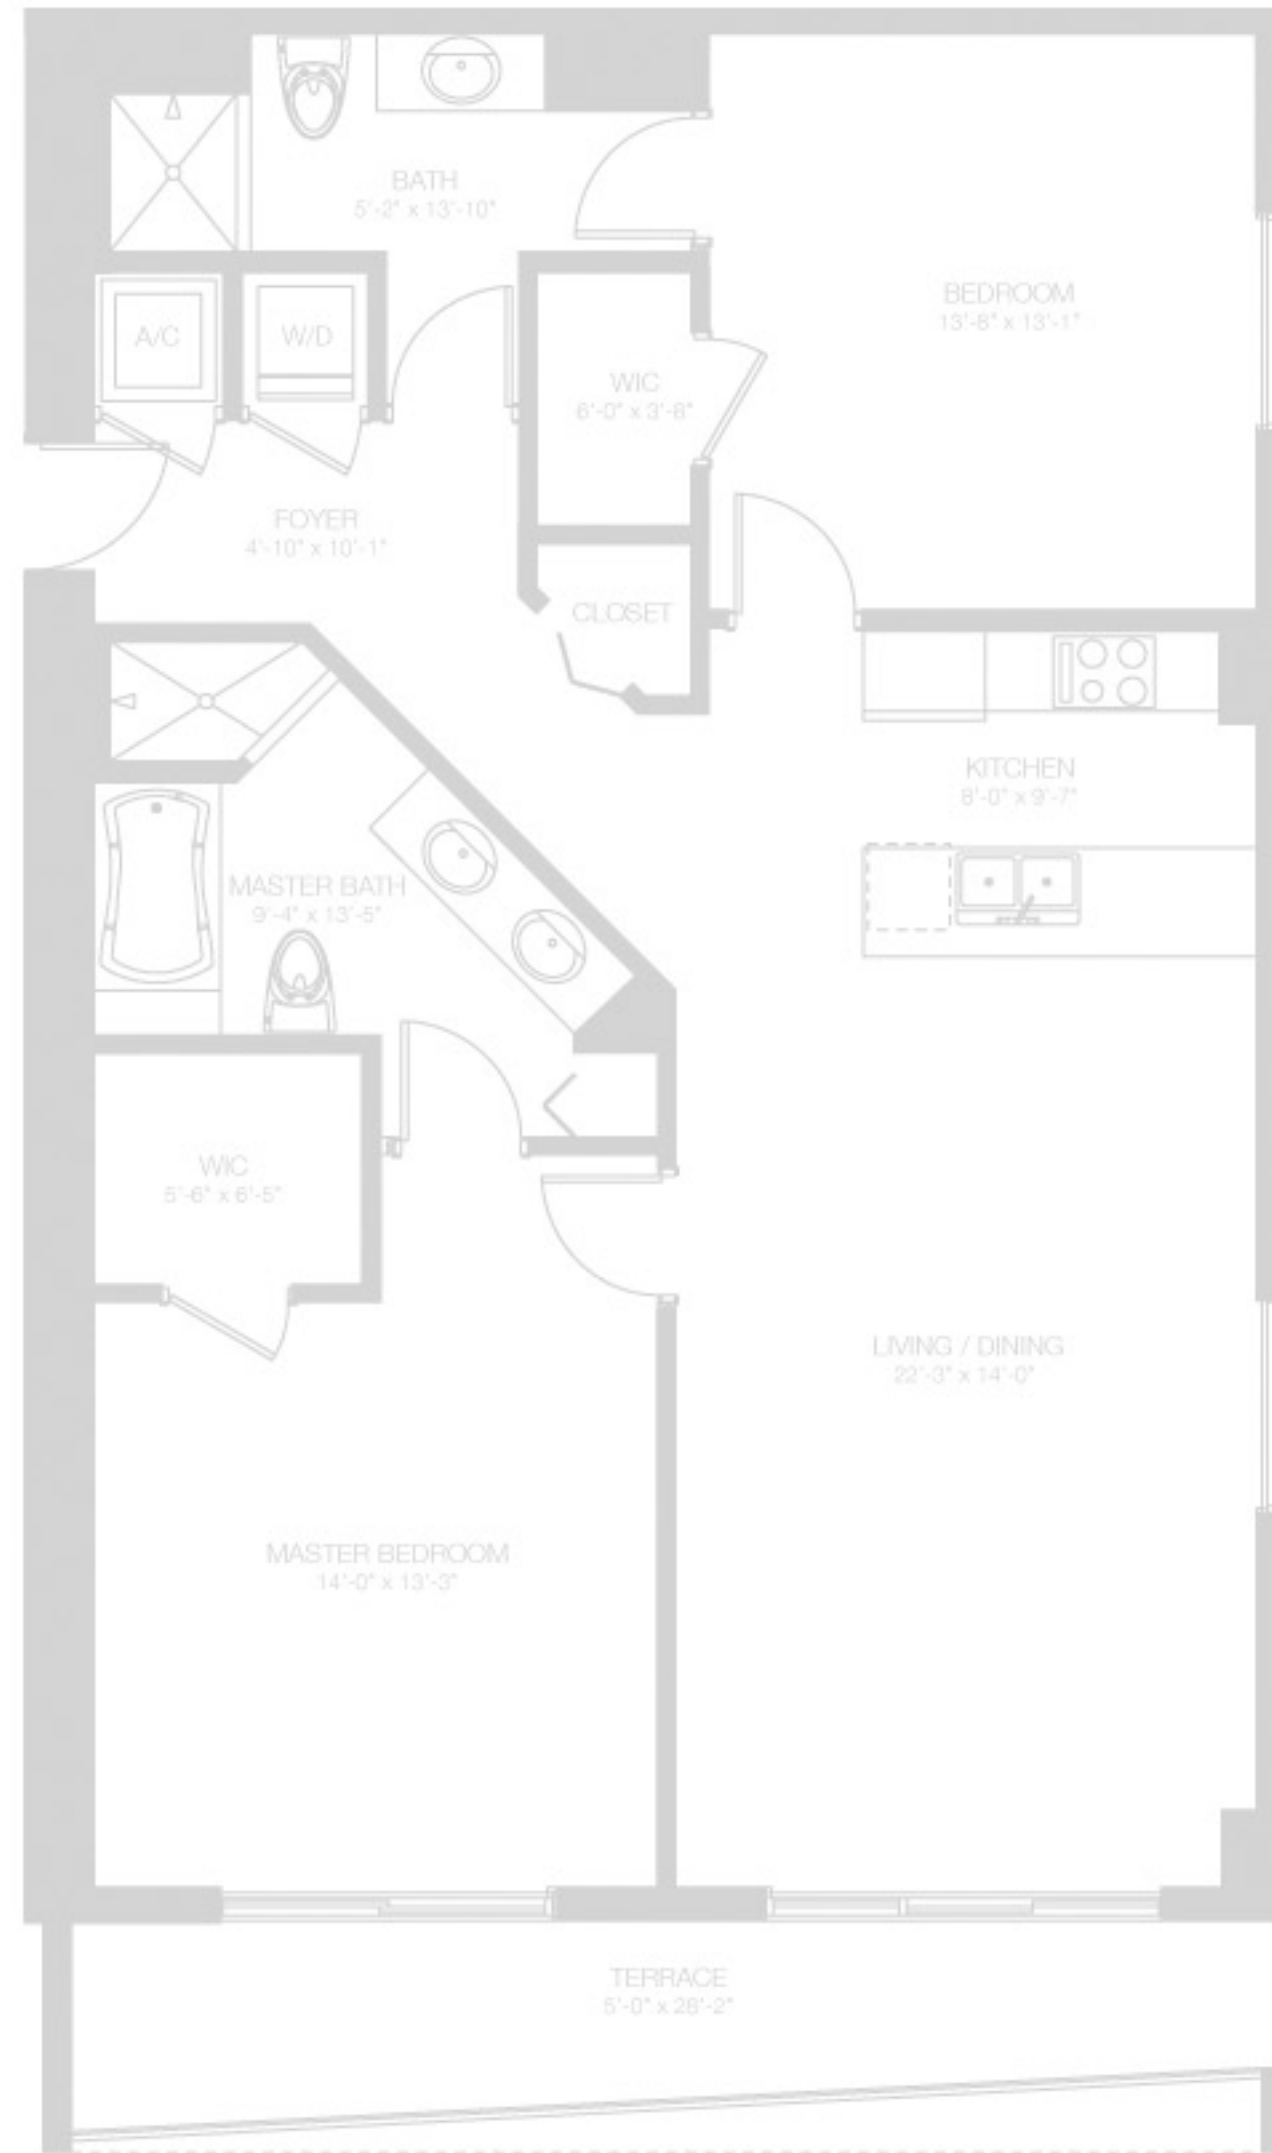 BATH
5'-2" x 13'-10"
BEDROOM
13'-8" x 13'-1"
A/C
W/D
WIC
6'-0" x 3'-8"
FOYER
4'-10" x 10'-1"
CLOSET
KITCHEN
8'-0" x 9'-7"
MASTER BATH
9'-4" x 13'-5"
WIC
5'-6" x 6'-5"
LIVING / DINING
22'-3" x 14'-0"
MASTER BEDROOM
14'-0" x 13'-3"
TERRACE
5'-0" x 28'-2"